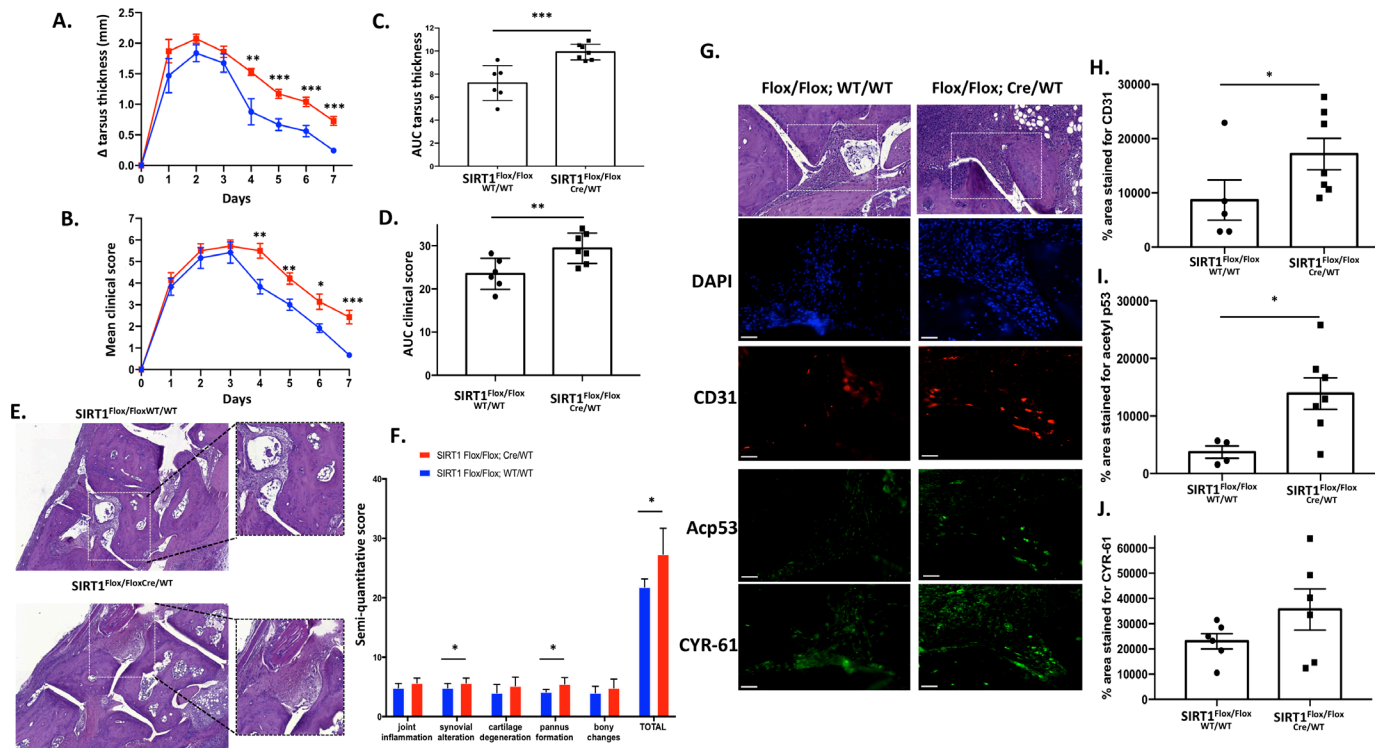 A.
Δ tarsus thickness (mm)
2.5
2.0
1.5
1.0
0.5
0.0
** *** *** ***
0 1 2 3 4 5 6 7
Days
B.
Mean clinical score
7
6
5
4
3
2
1
0
** ** * ***
0 1 2 3 4 5 6 7
Days
C.
AUC tarsus thickness
***
12
10
8
6
4
2
0
SIRT1Flox/Flox WT/WT
SIRT1Flox/Flox Cre/WT
D.
AUC clinical score
**
30
20
10
0
SIRT1Flox/Flox WT/WT
SIRT1Flox/Flox Cre/WT
E.
SIRT1Flox/FloxWT/WT
SIRT1Flox/FloxCre/WT
F.
SIRT1 Flox/Flox; Cre/WT
SIRT1 Flox/Flox; WT/WT
Semi-quantitative score
40
30
20
10
0
* * *
joint inflammation
synovial alteration
cartilage degeneration
pannus formation
bony changes
TOTAL
G.
Flox/Flox; WT/WT
Flox/Flox; Cre/WT
DAPI
CD31
Acp53
CYR-61
H.
% area stained for CD31
*
30000
20000
10000
0
SIRT1Flox/Flox WT/WT
SIRT1Flox/Flox Cre/WT
I.
% area stained for acetyl p53
*
30000
20000
10000
0
SIRT1Flox/Flox WT/WT
SIRT1Flox/Flox Cre/WT
J.
% area stained for CYR-61
60000
50000
40000
30000
20000
10000
0
SIRT1Flox/Flox WT/WT
SIRT1Flox/Flox Cre/WT